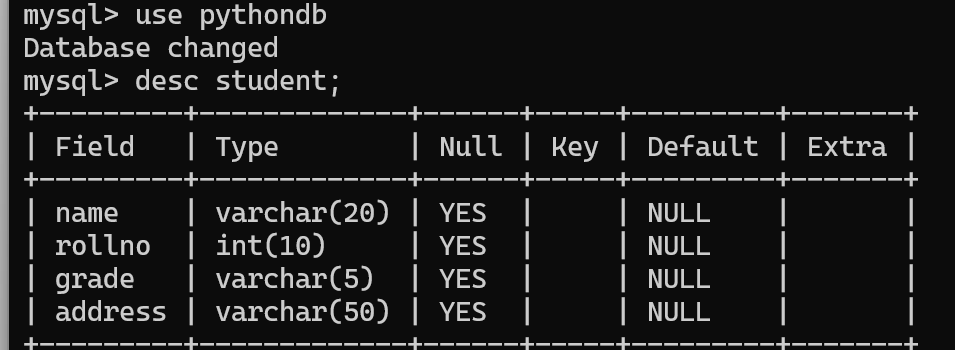 mysql> use pythondb
Database changed
mysql> desc student;
+---------+-------------+------+-----+---------+-------+
| Field   | Type        | Null | Key | Default | Extra |
+---------+-------------+------+-----+---------+-------+
| name    | varchar(20) | YES  |     | NULL    |       |
| rollno  | int(10)     | YES  |     | NULL    |       |
| grade   | varchar(5)  | YES  |     | NULL    |       |
| address | varchar(50) | YES  |     | NULL    |       |
+---------+-------------+------+-----+---------+-------+